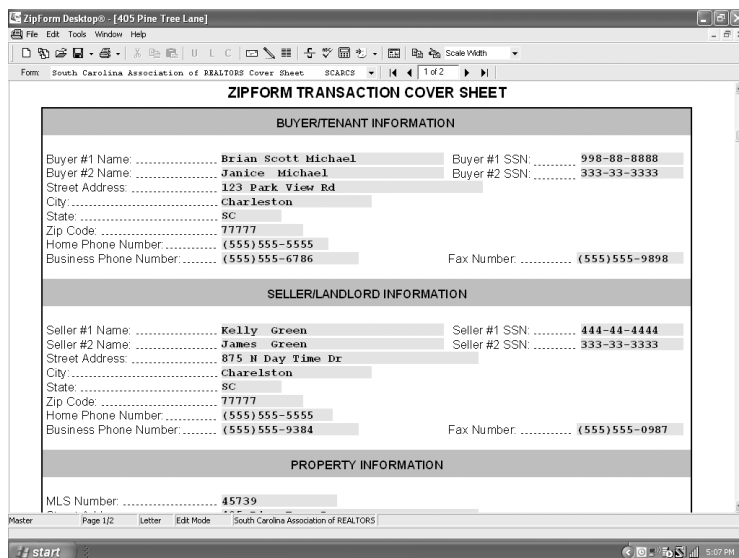 ZipForm Desktop® - [405 Pine Tree Lane]
File Edit Tools Window Help
U L C Scale Width
Form: South Carolina Association of REALTORS Cover Sheet SCARCS 1 of 2
ZIPFORM TRANSACTION COVER SHEET
BUYER/TENANT INFORMATION
Buyer #1 Name: Brian Scott Michael Buyer #1 SSN: 998-88-8888
Buyer #2 Name: Janice Michael Buyer #2 SSN: 333-33-3333
Street Address: 123 Park View Rd
City: Charleston
State: SC
Zip Code: 77777
Home Phone Number: (555)555-5555
Business Phone Number: (555)555-6786 Fax Number: (555)555-9898
SELLER/LANDLORD INFORMATION
Seller #1 Name: Kelly Green Seller #1 SSN: 444-44-4444
Seller #2 Name: James Green Seller #2 SSN: 333-33-3333
Street Address: 875 N Day Time Dr
City: Charelston
State: SC
Zip Code: 77777
Home Phone Number: (555)555-5555
Business Phone Number: (555)555-9384 Fax Number: (555)555-0987
PROPERTY INFORMATION
MLS Number: 45739
Master Page 1/2 Letter Edit Mode South Carolina Association of REALTORS
start 5:07 PM